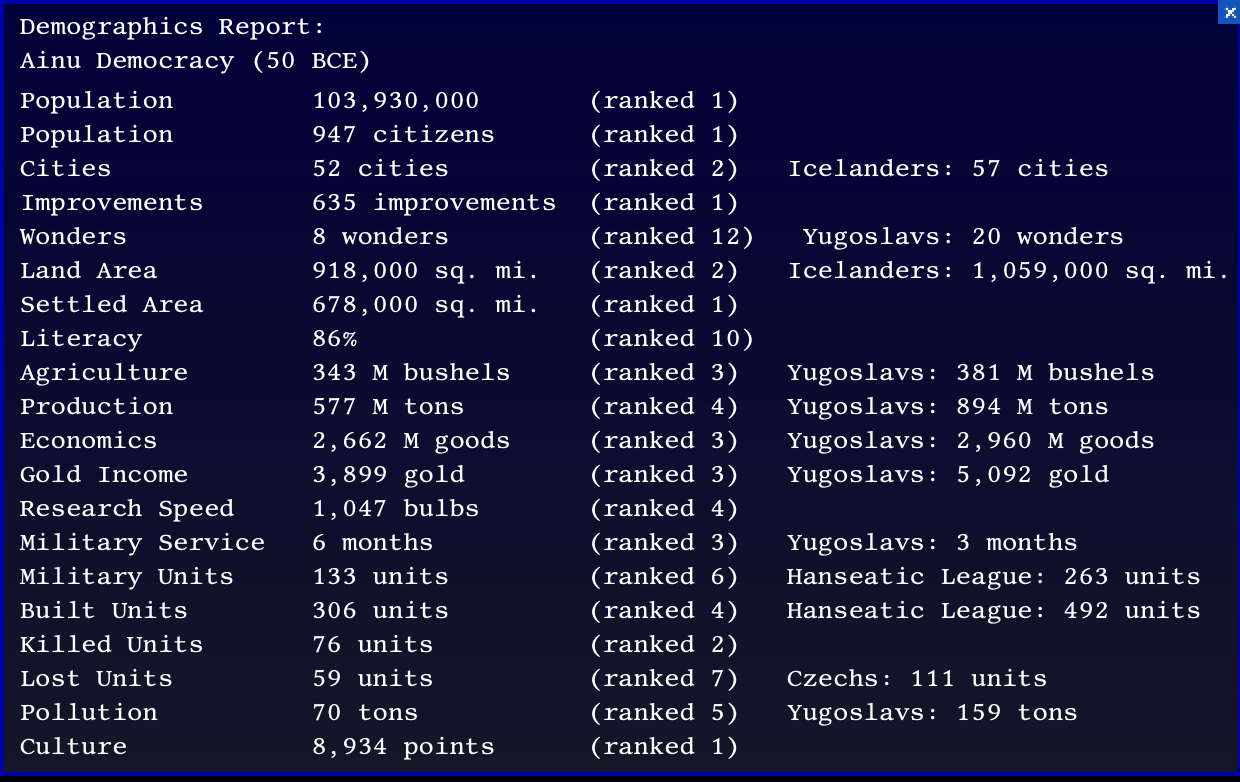 Demographics Report:
Ainu Democracy (50 BCE)
Population 103,930,000 (ranked 1)
Population 947 citizens (ranked 1)
Cities 52 cities (ranked 2) Icelanders: 57 cities
Improvements 635 improvements (ranked 1)
Wonders 8 wonders (ranked 12) Yugoslavs: 20 wonders
Land Area 918,000 sq. mi. (ranked 2) Icelanders: 1,059,000 sq. mi.
Settled Area 678,000 sq. mi. (ranked 1)
Literacy 86% (ranked 10)
Agriculture 343 M bushels (ranked 3) Yugoslavs: 381 M bushels
Production 577 M tons (ranked 4) Yugoslavs: 894 M tons
Economics 2,662 M goods (ranked 3) Yugoslavs: 2,960 M goods
Gold Income 3,899 gold (ranked 3) Yugoslavs: 5,092 gold
Research Speed 1,047 bulbs (ranked 4)
Military Service 6 months (ranked 3) Yugoslavs: 3 months
Military Units 133 units (ranked 6) Hanseatic League: 263 units
Built Units 306 units (ranked 4) Hanseatic League: 492 units
Killed Units 76 units (ranked 2)
Lost Units 59 units (ranked 7) Czechs: 111 units
Pollution 70 tons (ranked 5) Yugoslavs: 159 tons
Culture 8,934 points (ranked 1)